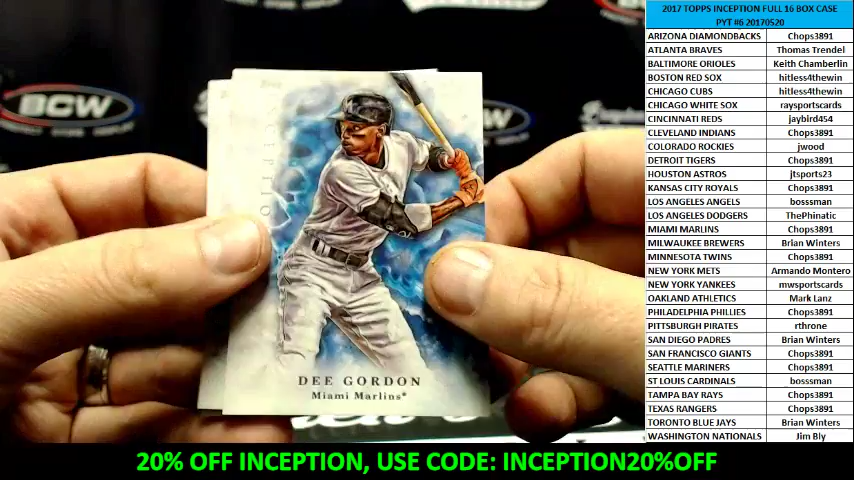 BCW
BCW
INCEPTION
DEE GORDON
Miami Marlins
2017 TOPPS INCEPTION FULL 16 BOX CASE
PYT #6 20170520
ARIZONA DIAMONDBACKS Chops3891
ATLANTA BRAVES Thomas Trendel
BALTIMORE ORIOLES Keith Chamberlin
BOSTON RED SOX hitless4thewin
CHICAGO CUBS hitless4thewin
CHICAGO WHITE SOX raysportscards
CINCINNATI REDS jaybird454
CLEVELAND INDIANS Chops3891
COLORADO ROCKIES jwood
DETROIT TIGERS Chops3891
HOUSTON ASTROS jtsports23
KANSAS CITY ROYALS Chops3891
LOS ANGELES ANGELS bosssman
LOS ANGELES DODGERS ThePhinatic
MIAMI MARLINS Chops3891
MILWAUKEE BREWERS Brian Winters
MINNESOTA TWINS Chops3891
NEW YORK METS Armando Montero
NEW YORK YANKEES mwsportscards
OAKLAND ATHLETICS Mark Lanz
PHILADELPHIA PHILLIES Chops3891
PITTSBURGH PIRATES rthrone
SAN DIEGO PADRES Brian Winters
SAN FRANCISCO GIANTS Chops3891
SEATTLE MARINERS Chops3891
ST LOUIS CARDINALS bosssman
TAMPA BAY RAYS Chops3891
TEXAS RANGERS Chops3891
TORONTO BLUE JAYS Brian Winters
WASHINGTON NATIONALS Jim Bly
20% OFF INCEPTION, USE CODE: INCEPTION20%OFF